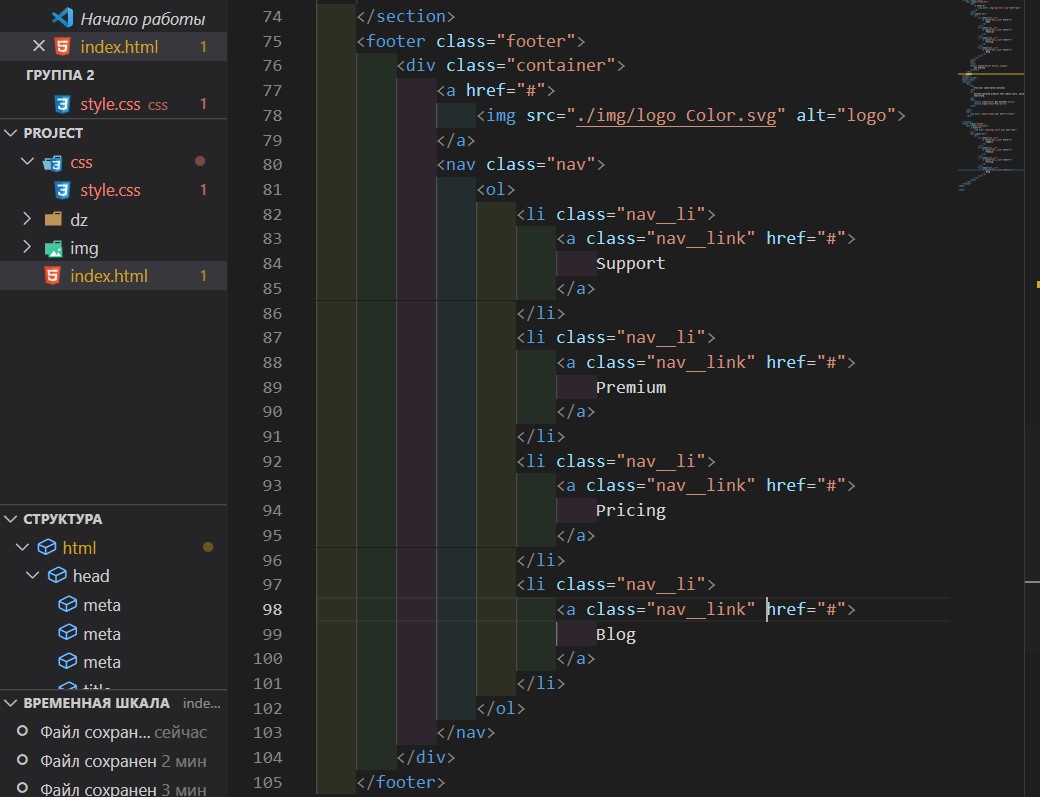 Начало работы
index.html 1
ГРУППА 2
style.css css 1
PROJECT
css
style.css 1
dz
img
index.html 1
СТРУКТУРА
html
head
meta
meta
meta
title
ВРЕМЕННАЯ ШКАЛА inde...
Файл сохран... сейчас
Файл сохранен 2 мин
Файл сохранен 3 мин
74 </section>
75 <footer class="footer">
76 <div class="container">
77 <a href="#">
78 <img src="./img/logo Color.svg" alt="logo">
79 </a>
80 <nav class="nav">
81 <ol>
82 <li class="nav__li">
83 <a class="nav__link" href="#">
84 Support
85 </a>
86 </li>
87 <li class="nav__li">
88 <a class="nav__link" href="#">
89 Premium
90 </a>
91 </li>
92 <li class="nav__li">
93 <a class="nav__link" href="#">
94 Pricing
95 </a>
96 </li>
97 <li class="nav__li">
98 <a class="nav__link" href="#">
99 Blog
100 </a>
101 </li>
102 </ol>
103 </nav>
104 </div>
105 </footer>